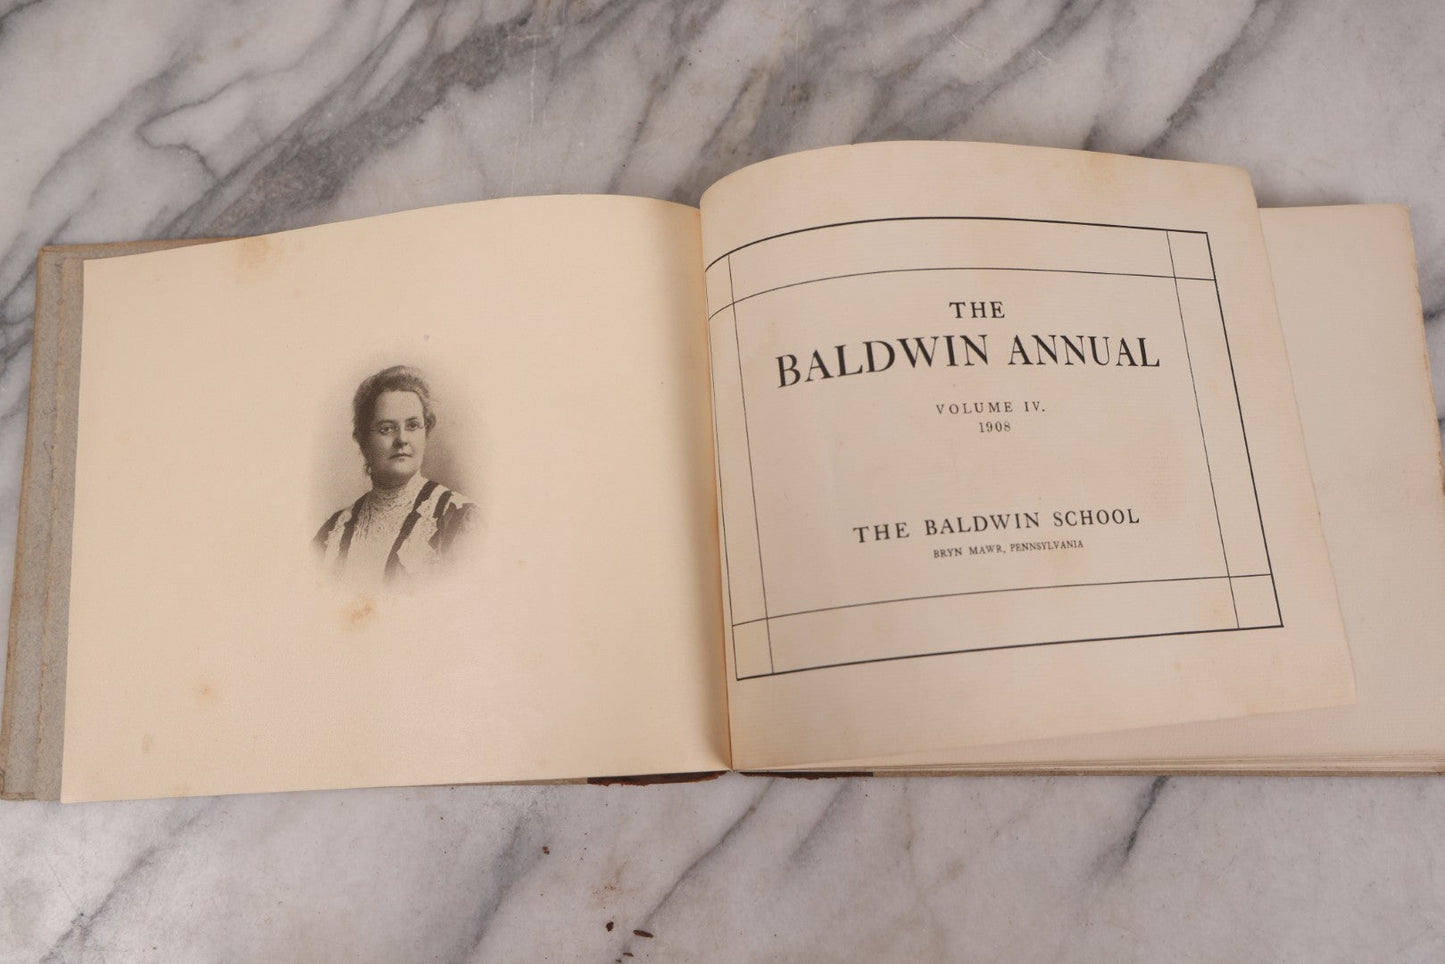 THE
BALDWIN ANNUAL
VOLUME IV.
1908
THE BALDWIN SCHOOL
BRYN MAWR, PENNSYLVANIA